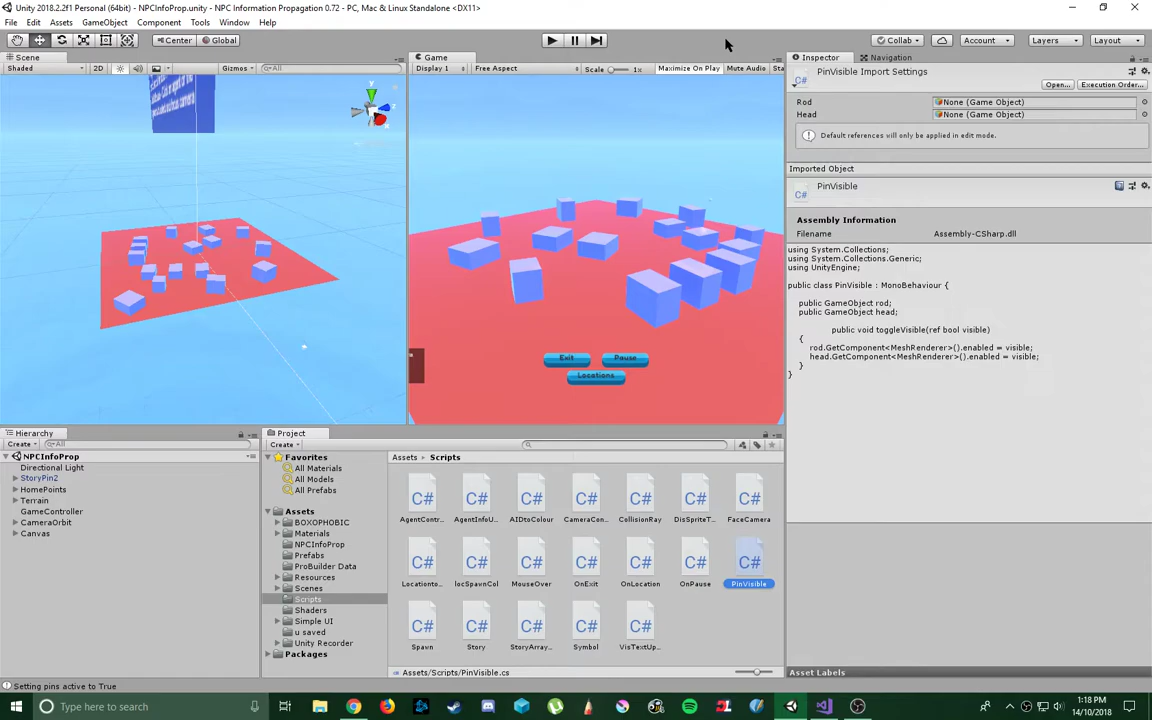 Unity 2018.2.2f1 Personal (64bit) - NPCInfoProp.unity - NPC Information Propagation 0.72 - PC, Mac & Linux Standalone <DX11>
File Edit Assets GameObject Component Tools Window Help
Center Global Collab Account Layers Layout
Scene
Shaded 2D Gizmos All
y
z
x
Game
Display 1 Free Aspect Scale 1x Maximize On Play Mute Audio Sta
Exit Pause
Locations
Inspector Navigation
PinVisible Import Settings
Open... Execution Order...
Rod None (Game Object)
Head None (Game Object)
Default references will only be applied in edit mode.
Imported Object
PinVisible
Assembly Information
Filename Assembly-CSharp.dll
using System.Collections;
using System.Collections.Generic;
using UnityEngine;
public class PinVisible : MonoBehaviour {
public GameObject rod;
public GameObject head;
public void toggleVisible(ref bool visible)
{
rod.GetComponent<MeshRenderer>().enabled = visible;
head.GetComponent<MeshRenderer>().enabled = visible;
}
}
Asset Labels
Hierarchy
Create All
NPCInfoProp
Directional Light
StoryPin2
HomePoints
Terrain
GameController
CameraOrbit
Canvas
Project
Create
Favorites
All Materials
All Models
All Prefabs
Assets
BOXOPHOBIC
Materials
NPCInfoProp
Prefabs
ProBuilder Data
Resources
Scenes
Scripts
Shaders
Simple UI
u saved
Unity Recorder
Packages
Assets Scripts
C# C# C# C# C# C# C#
AgentContr... AgentInfoU... AIDtoColour CameraCon... CollisionRay DisSpriteT... FaceCamera
C# C# C# C# C# C# C#
Locationto... locSpawnCol MouseOver OnExit OnLocation OnPause PinVisible
C# C# C# C# C#
Spawn Story StoryArray... Symbol VisTextUp...
Assets/Scripts/PinVisible.cs
Setting pins active to True
Type here to search
1:18 PM
14/10/2018